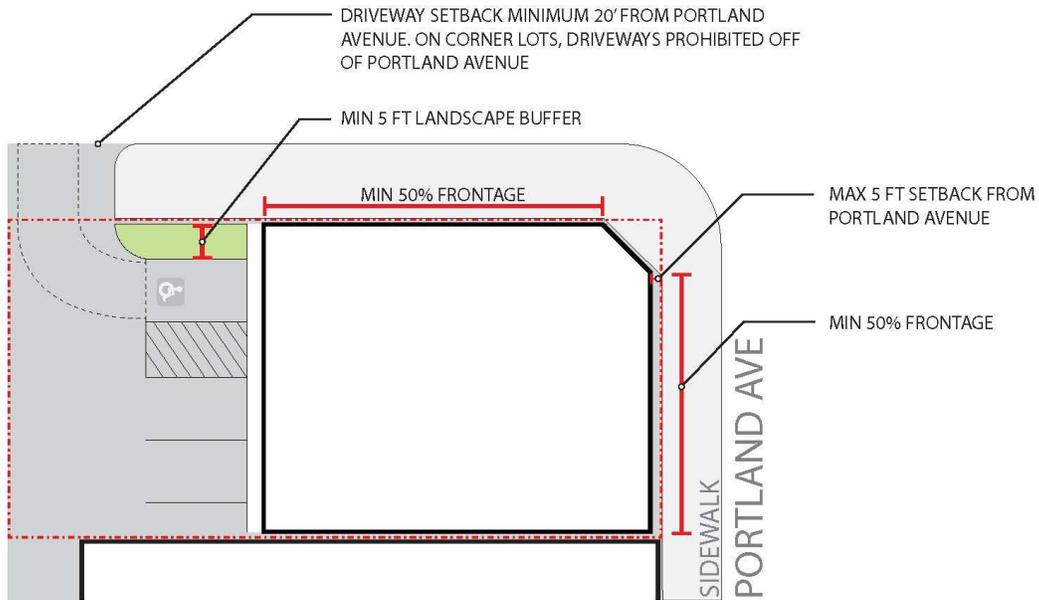 DRIVEWAY SETBACK MINIMUM 20' FROM PORTLAND
AVENUE. ON CORNER LOTS, DRIVEWAYS PROHIBITED OFF
OF PORTLAND AVENUE
MIN 5 FT LANDSCAPE BUFFER
MIN 50% FRONTAGE
MAX 5 FT SETBACK FROM
PORTLAND AVENUE
MIN 50% FRONTAGE
SIDEWALK
PORTLAND AVE